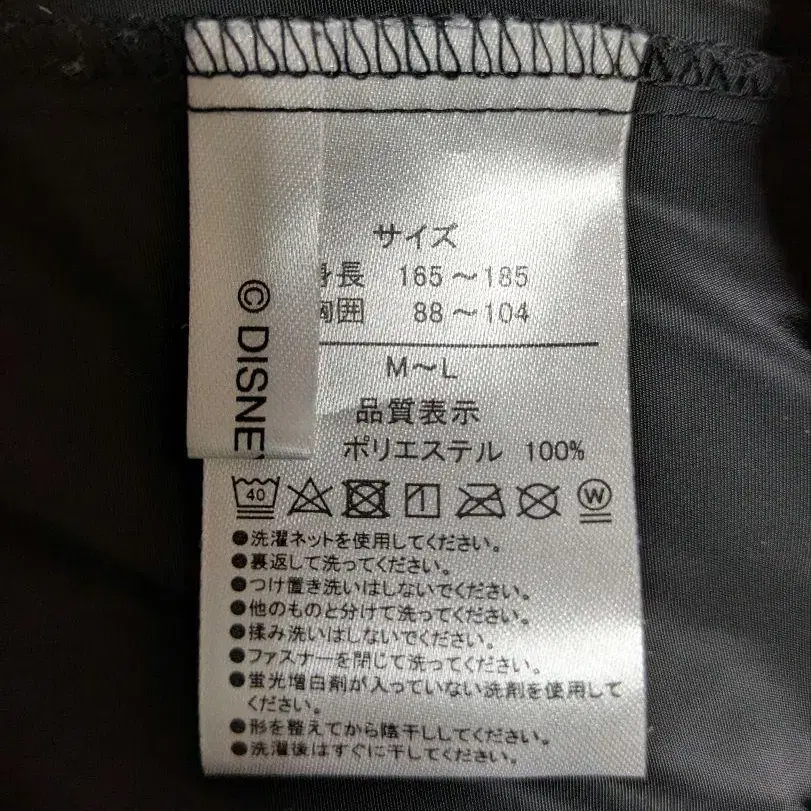 サイズ
身長 165～185
胸囲 88～104
M～L
品質表示
ポリエステル 100%
© DISNE
40
W
●洗濯ネットを使用してください。
●裏返して洗ってください。
●つけ置き洗いはしないでください。
●他のものと分けて洗ってください。
●揉み洗いはしないでください。
●ファスナーを閉じて洗ってください。
●蛍光増白剤が入っていない洗剤を使用して
ください。
●形を整えてから陰干ししてください。
●洗濯後はすぐに干してください。